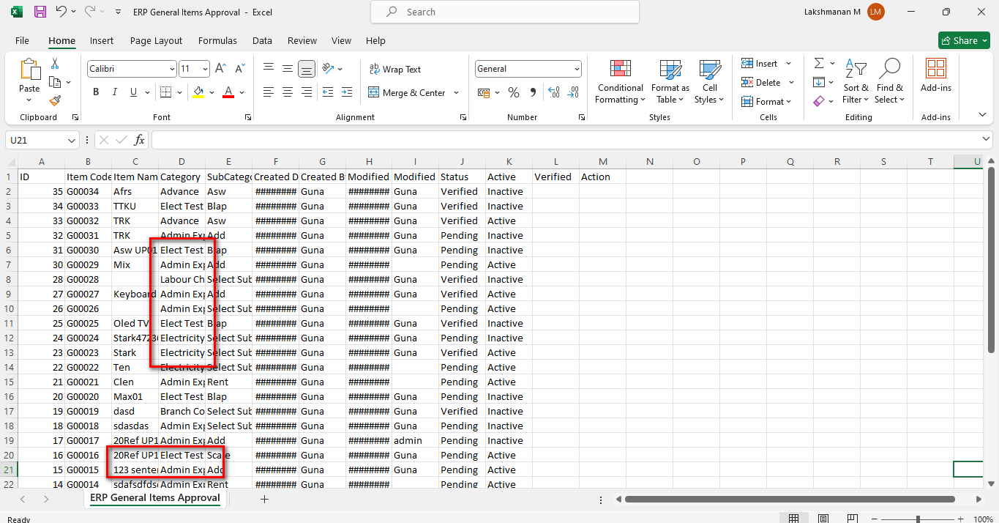 ERP General Items Approval - Excel
Search
Lakshmanan M LM
File Home Insert Page Layout Formulas Data Review View Help Share
Paste
Calibri 11
B I U A
ab Wrap Text
Merge & Center
General
Conditional Formatting
Format as Table
Cell Styles
Insert
Delete
Format
Sort & Filter
Find & Select
Add-ins
Clipboard Font Alignment Number Styles Cells Editing Add-ins
U21 fx
A B C D E F G H I J K L M N O P Q R S T U
1 ID Item Code Item Nam Category SubCatego Created D Created B Modified Modified Status Active Verified Action
2 35 G00034 Afrs Advance Asw ######## Guna ######## Guna Verified Inactive
3 34 G00033 TTKU Elect Test Blap ######## Guna ######## Guna Verified Inactive
4 33 G00032 TRK Advance Asw ######## Guna ######## Guna Verified Active
5 32 G00031 TRK Admin Exp Add ######## Guna ######## Guna Pending Inactive
6 31 G00030 Asw UP01 Elect Test Blap ######## Guna ######## Guna Pending Inactive
7 30 G00029 Mix Admin Exp Add ######## Guna ######## Pending Active
8 28 G00028 Labour Ch Select Sub ######## Guna ######## Guna Verified Inactive
9 27 G00027 Keyboard Admin Exp Add ######## Guna ######## Guna Verified Active
10 26 G00026 Admin Exp Select Sub ######## Guna ######## Pending Active
11 25 G00025 Oled TV Elect Test Blap ######## Guna ######## Guna Verified Inactive
12 24 G00024 Stark4723 Electricity Select Sub ######## Guna ######## Guna Pending Inactive
13 23 G00023 Stark Electricity Select Sub ######## Guna ######## Guna Verified Active
14 22 G00022 Ten Electricity Select Sub ######## Guna ######## Pending Active
15 21 G00021 Clen Admin Exp Rent ######## Guna ######## Pending Active
16 20 G00020 Max01 Elect Test Blap ######## Guna ######## Guna Pending Inactive
17 19 G00019 dasd Branch Co Select Sub ######## Guna ######## Guna Verified Inactive
18 18 G00018 sdasdas Admin Exp Select Sub ######## Guna ######## Guna Pending Inactive
19 17 G00017 20Ref UP1 Admin Exp Add ######## Guna ######## admin Pending Inactive
20 16 G00016 20Ref UP1 Elect Test Scale ######## Guna ######## Guna Pending Active
21 15 G00015 123 senter Admin Exp Add ######## Guna ######## Guna Pending Active
22 14 G00014 sdafsdfds Admin Exp Rent ######## Guna ######## Pending Active
ERP General Items Approval
Ready 100%